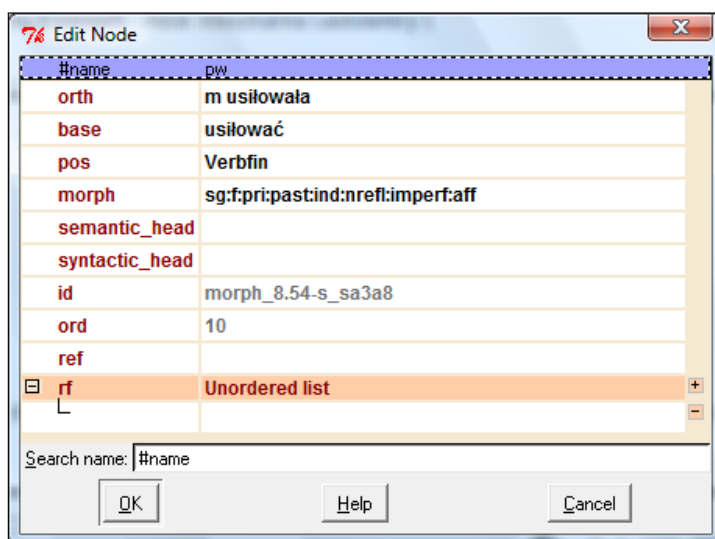 Edit Node
#name pw
orth m usiłowała
base usiłować
pos Verbfin
morph sg:f:pri:past:ind:nrefl:imperf:aff
semantic_head
syntactic_head
id morph_8.54-s_sa3a8
ord 10
ref
rf Unordered list
Search name: #name
OK Help Cancel